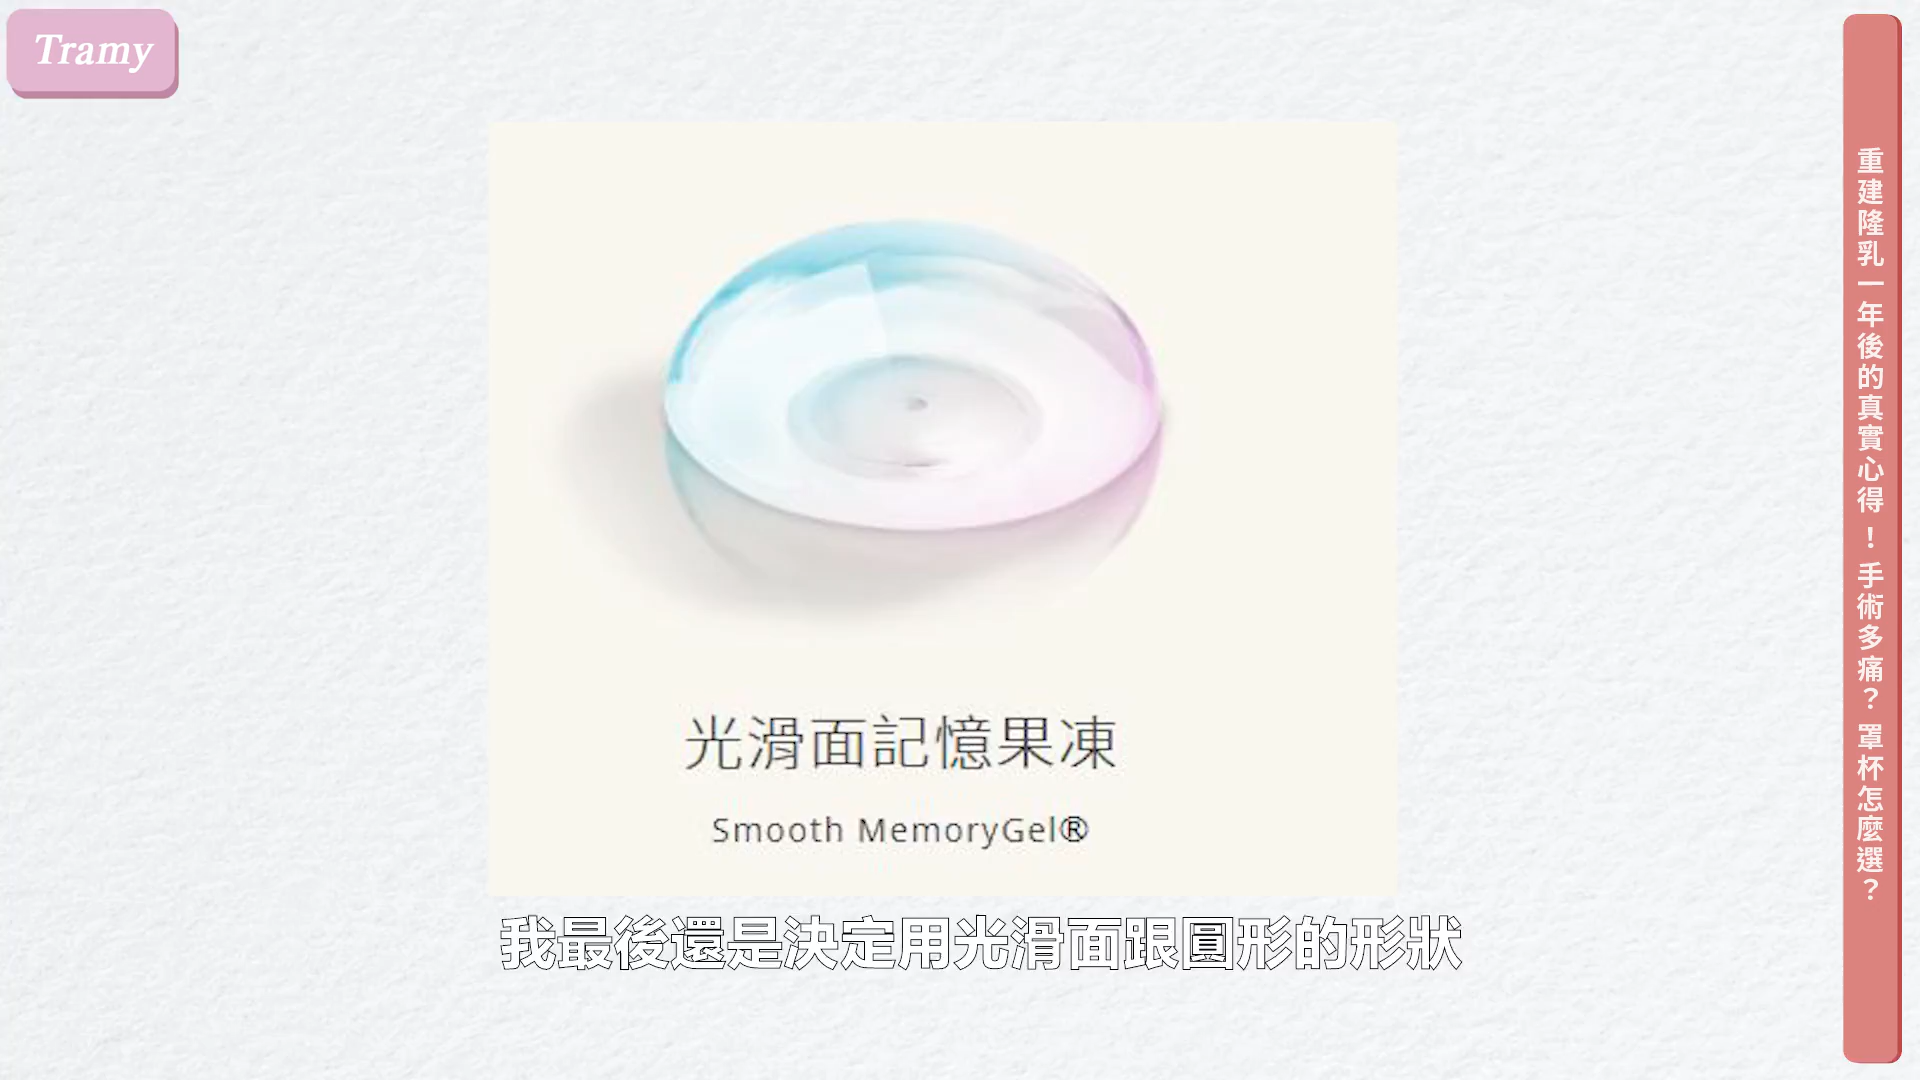 Tramy
光滑面記憶果凍
Smooth MemoryGel®
我最後還是決定用光滑面跟圓形的形狀
重建隆乳一年後的真實心得！手術多痛？罩杯怎麼選？